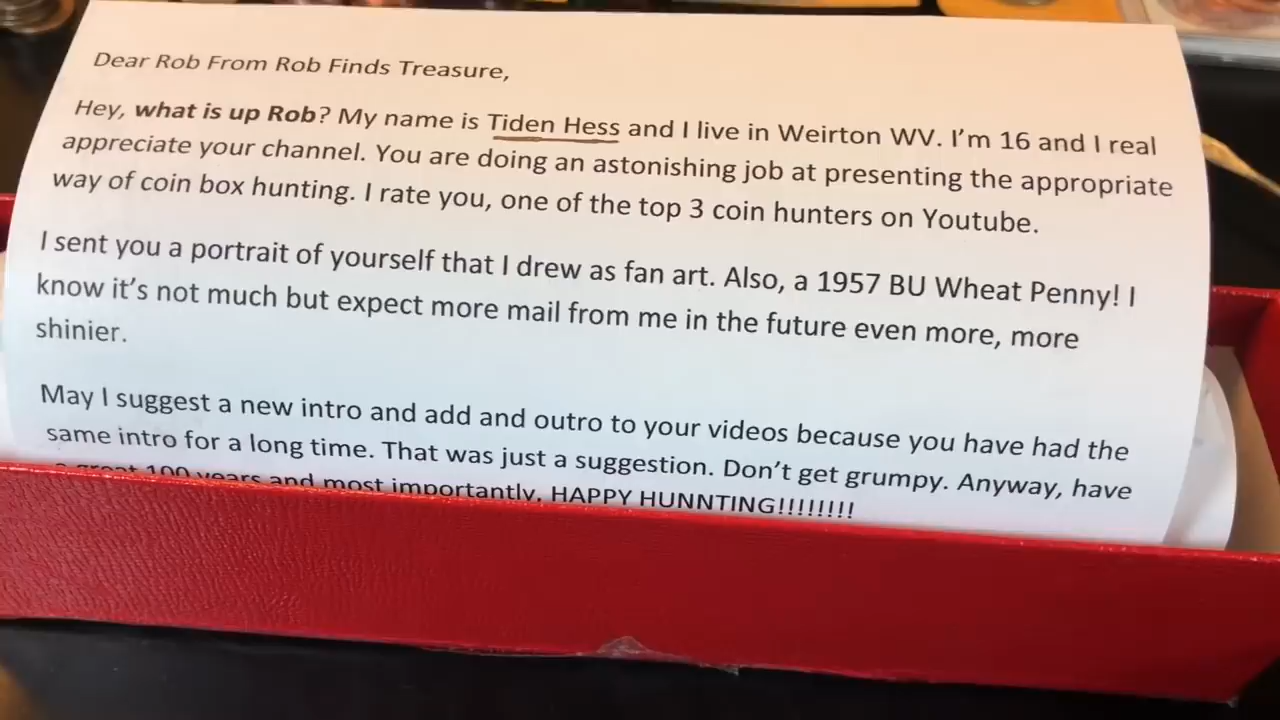 Dear Rob From Rob Finds Treasure,
Hey, what is up Rob? My name is Tiden Hess and I live in Weirton WV. I'm 16 and I real
appreciate your channel. You are doing an astonishing job at presenting the appropriate
way of coin box hunting. I rate you, one of the top 3 coin hunters on Youtube.
I sent you a portrait of yourself that I drew as fan art. Also, a 1957 BU Wheat Penny! I
know it's not much but expect more mail from me in the future even more, more
shinier.
May I suggest a new intro and add and outro to your videos because you have had the
same intro for a long time. That was just a suggestion. Don't get grumpy. Anyway, have
a great 100 years and most importantly, HAPPY HUNNTING!!!!!!!!